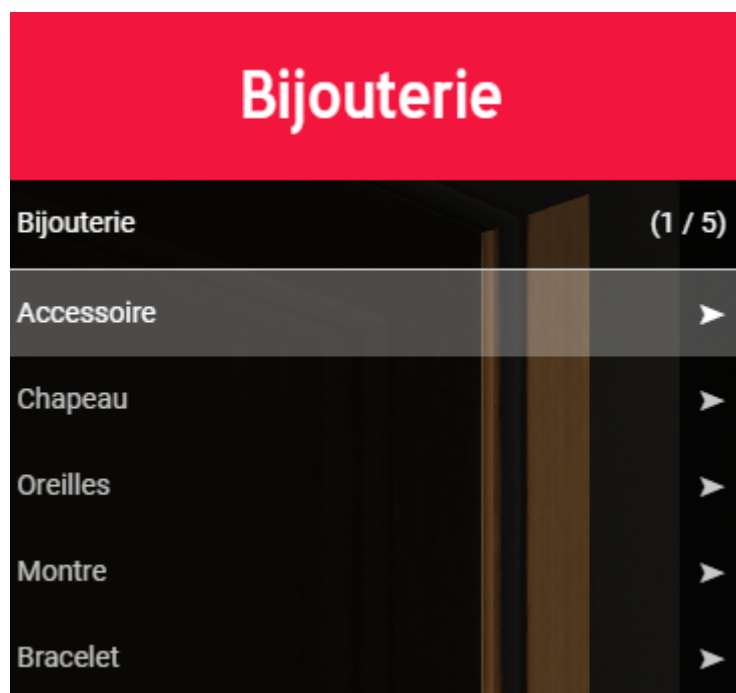 Bijouterie
Bijouterie (1 / 5)
Accessoire
Chapeau
Oreilles
Montre
Bracelet